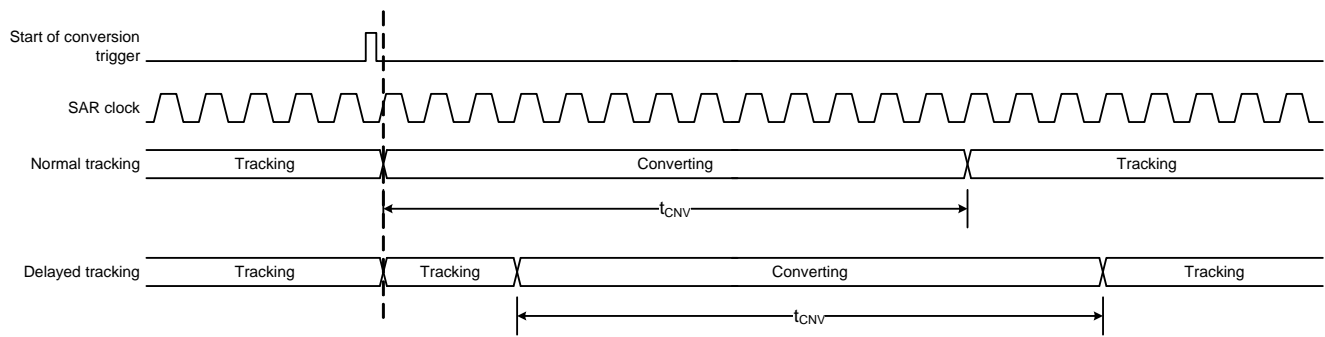 Start of conversion
trigger
SAR clock
Normal tracking Tracking Converting Tracking
tCNV
Delayed tracking Tracking Tracking Converting Tracking
tCNV